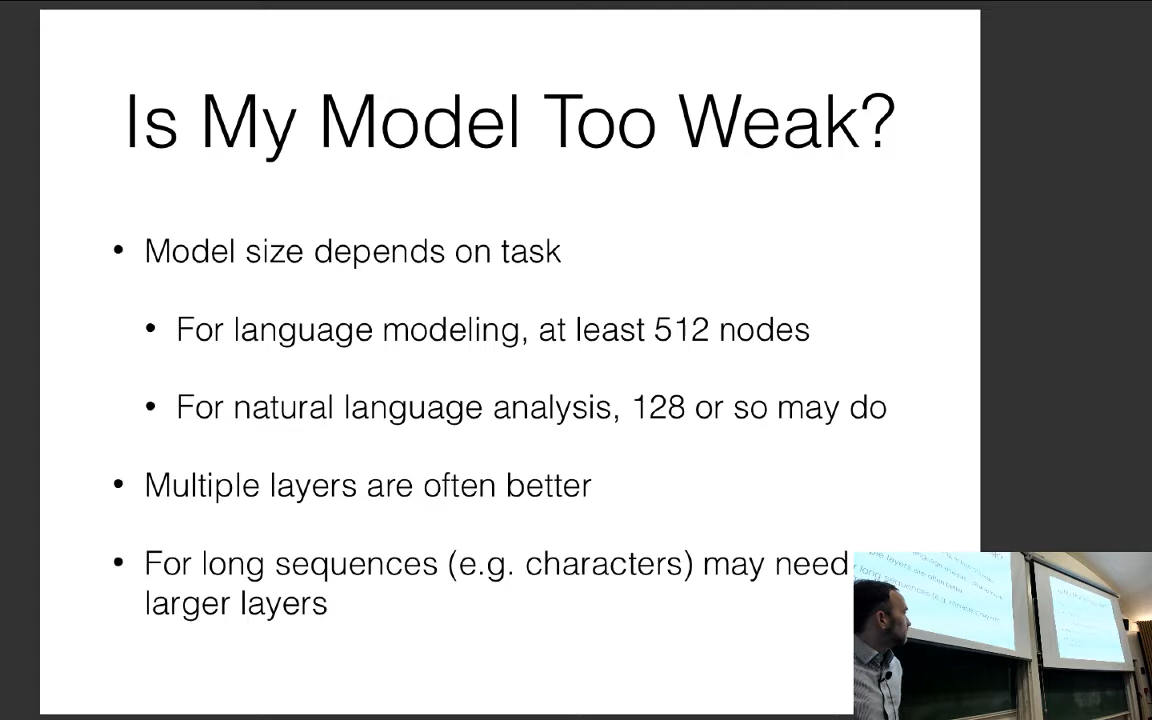 Is My Model Too Weak?
• Model size depends on task
• For language modeling, at least 512 nodes
• For natural language analysis, 128 or so may do
• Multiple layers are often better
• For long sequences (e.g. characters) may need
larger layers